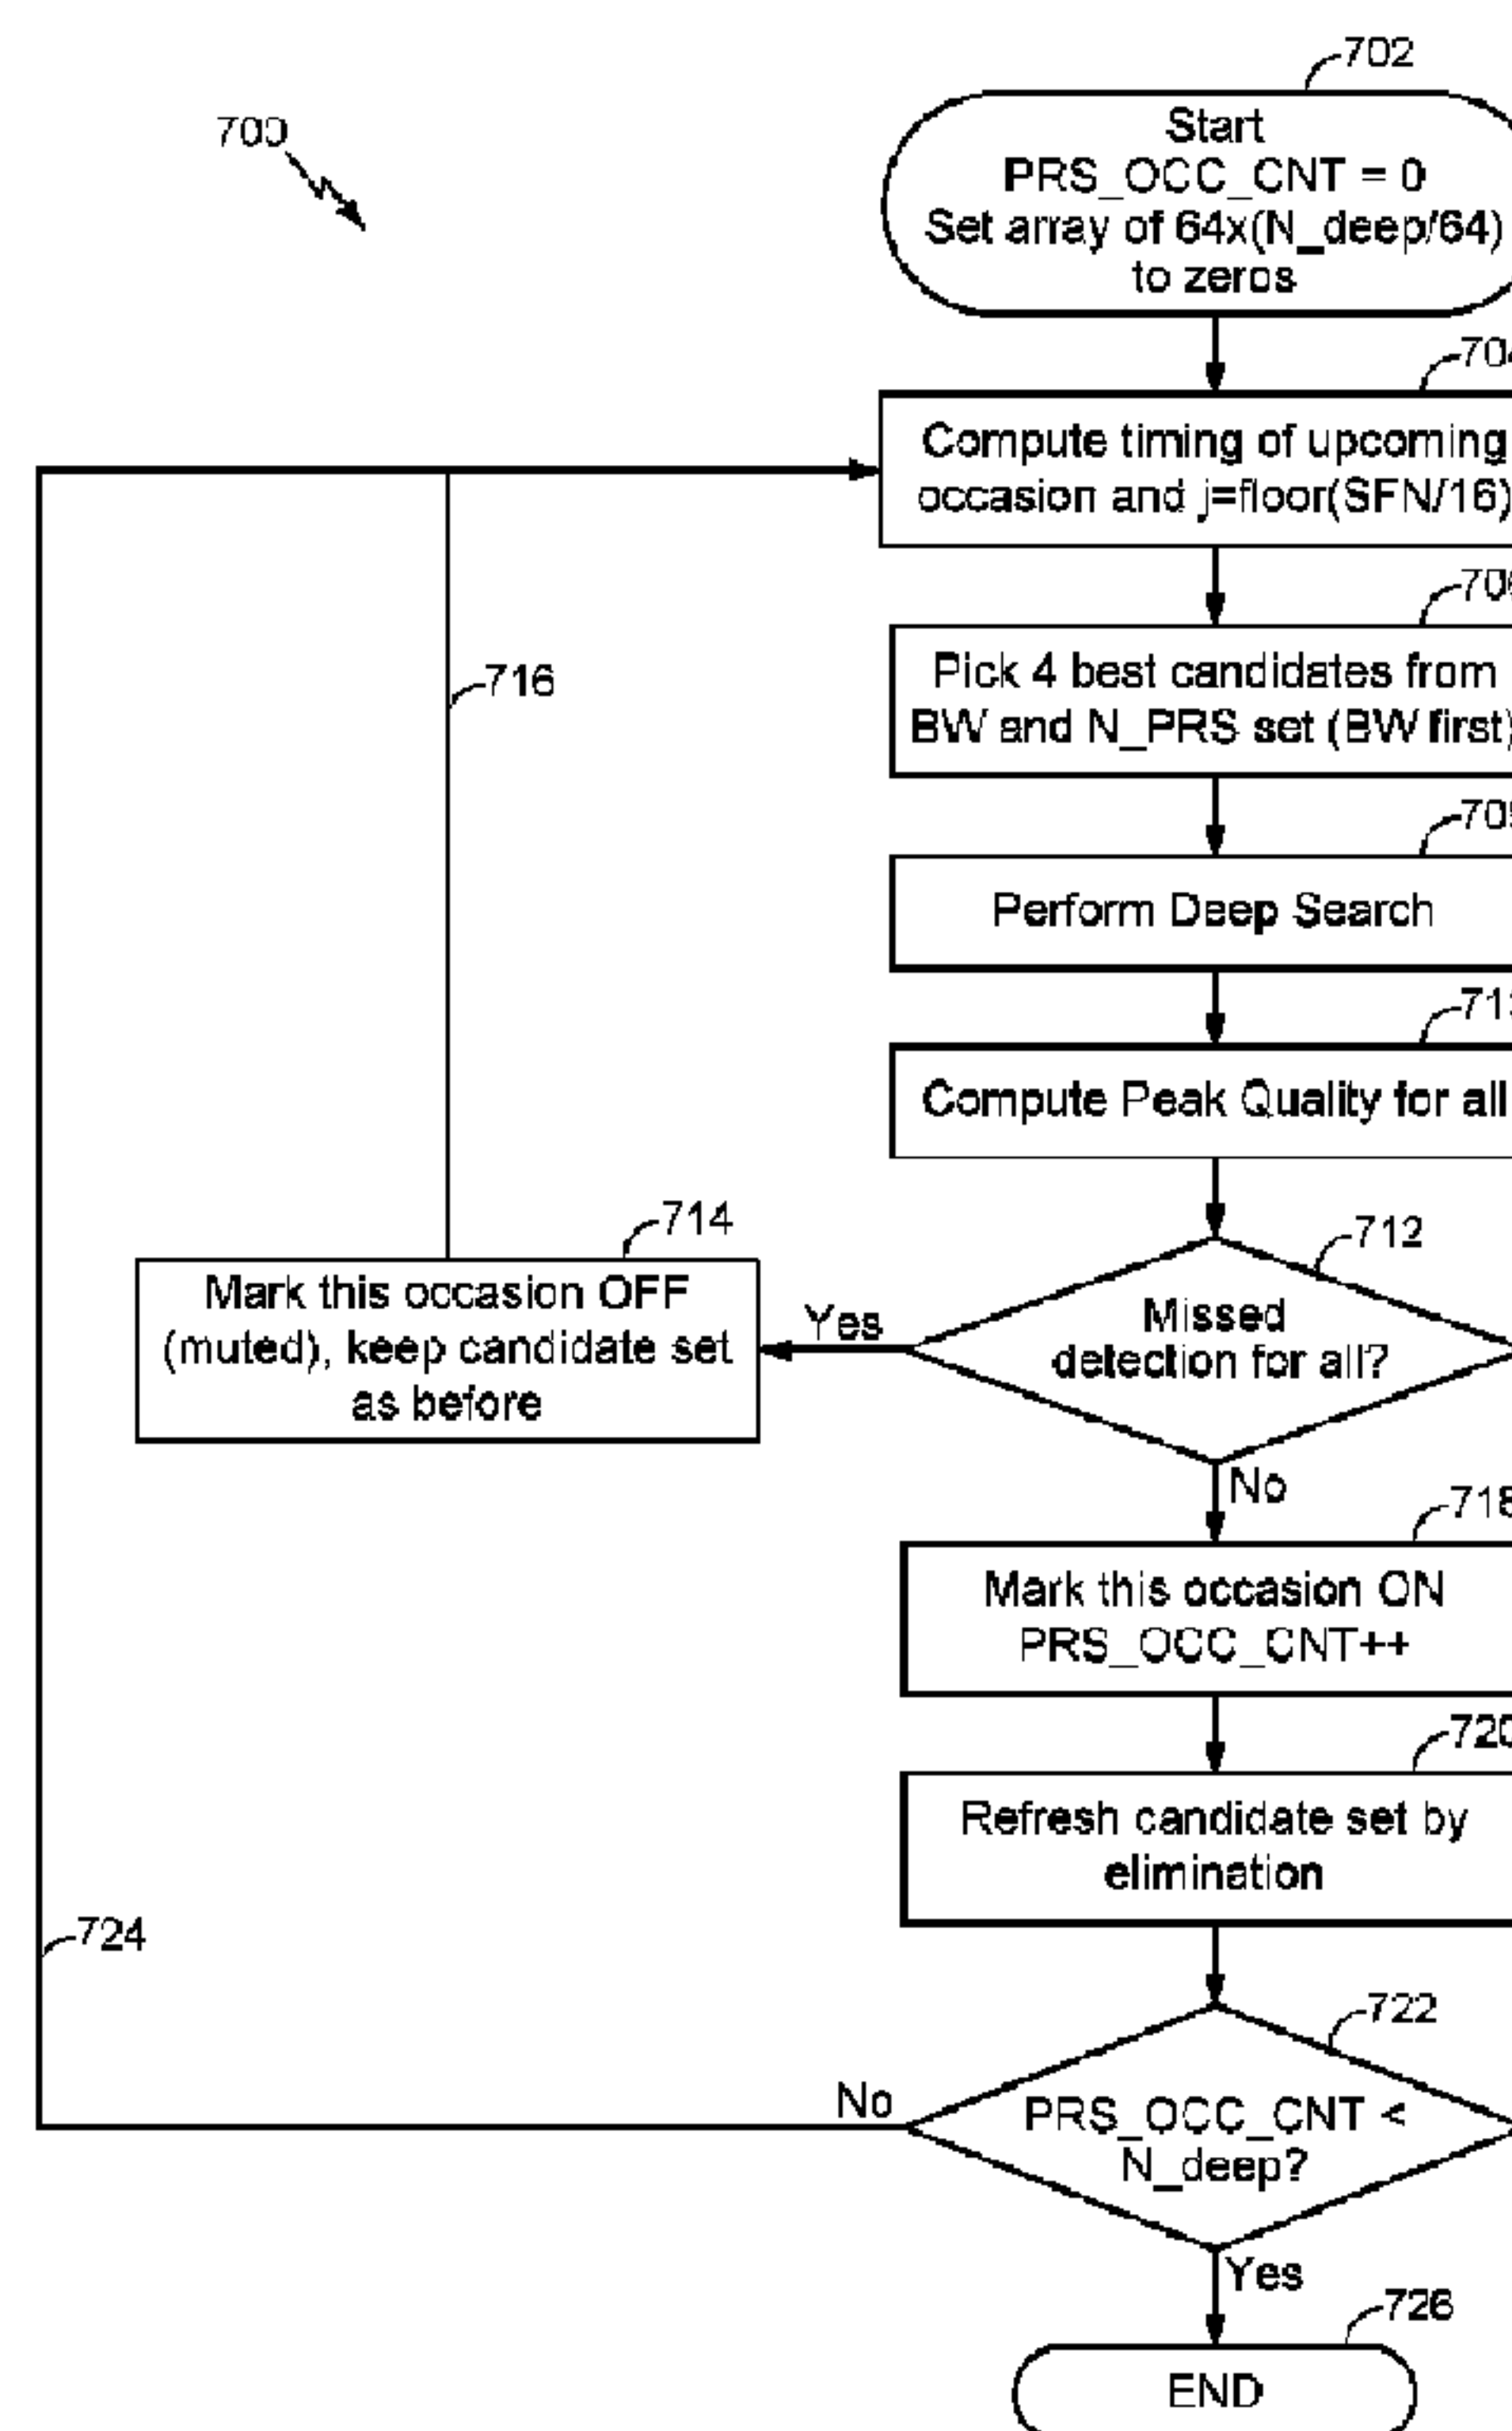 702
700
Start
PRS_OCC_CNT = 0
Set array of 64x(N_deep/64)
to zeros
Compute timing of upcoming
occasion and j=floor(SFN/16)
Pick 4 best candidates from
BW and N_PRS set (BW first)
716
Perform Deep Search
Compute Peak Quality for all
714
712
Mark this occasion OFF
(muted), keep candidate set
as before
Yes
Missed
detection for all?
No
Mark this occasion ON
PRS_OCC_CNT++
Refresh candidate set by
elimination
724
722
No
PRS_OCC_CNT <
N_deep?
Yes
726
END